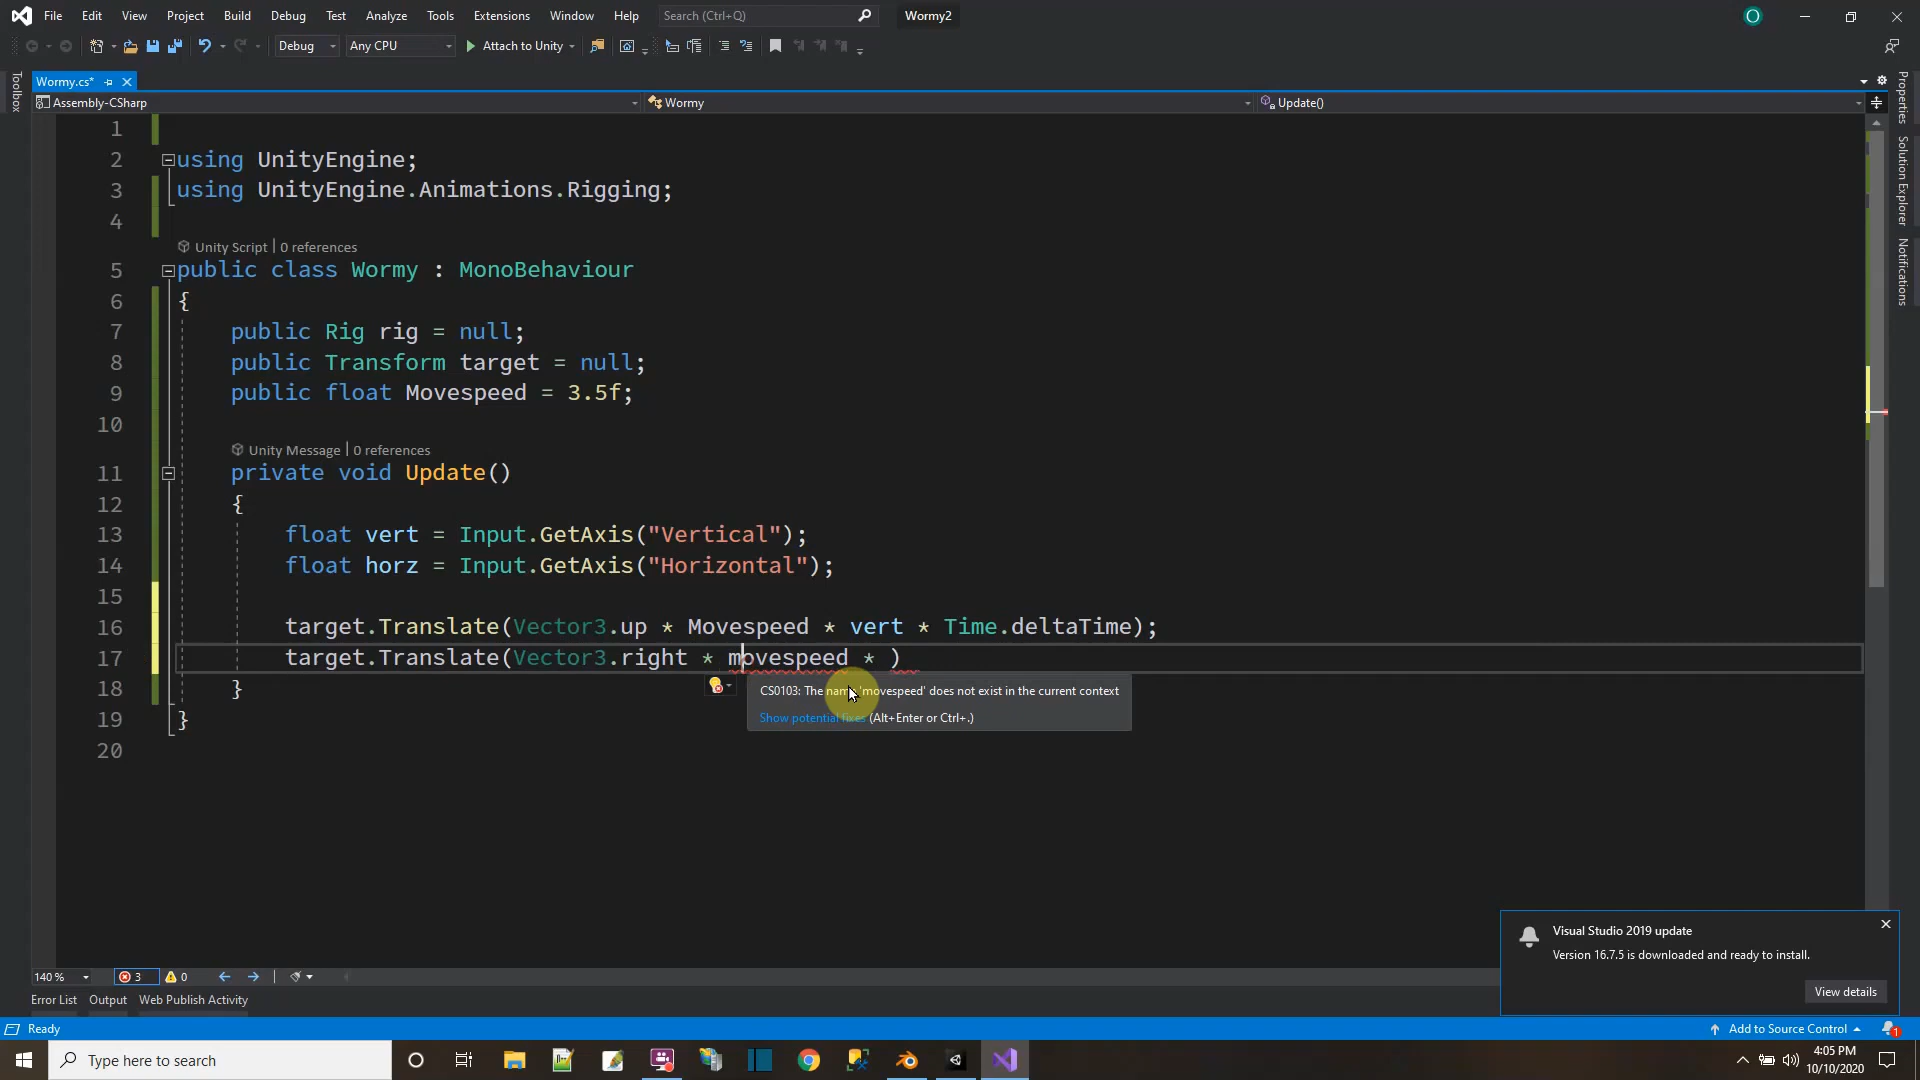 File Edit View Project Build Debug Test Analyze Tools Extensions Window Help Search (Ctrl+Q) Wormy2 O
Debug Any CPU Attach to Unity
Wormy.cs*
Assembly-CSharp Wormy Update()
1
2 using UnityEngine;
3 using UnityEngine.Animations.Rigging;
4
Unity Script | 0 references
5 public class Wormy : MonoBehaviour
6 {
7 public Rig rig = null;
8 public Transform target = null;
9 public float Movespeed = 3.5f;
10
Unity Message | 0 references
11 private void Update()
12 {
13 float vert = Input.GetAxis("Vertical");
14 float horz = Input.GetAxis("Horizontal");
15
16 target.Translate(Vector3.up * Movespeed * vert * Time.deltaTime);
17 target.Translate(Vector3.right * movespeed * )
18 }
19 }
20
CS0103: The name 'movespeed' does not exist in the current context
Show potential fixes (Alt+Enter or Ctrl+.)
Toolbox
Properties
Solution Explorer
Notifications
Visual Studio 2019 update
Version 16.7.5 is downloaded and ready to install.
View details
140 % 3 0
Error List Output Web Publish Activity
Ready Add to Source Control 1
Type here to search
4:05 PM
10/10/2020